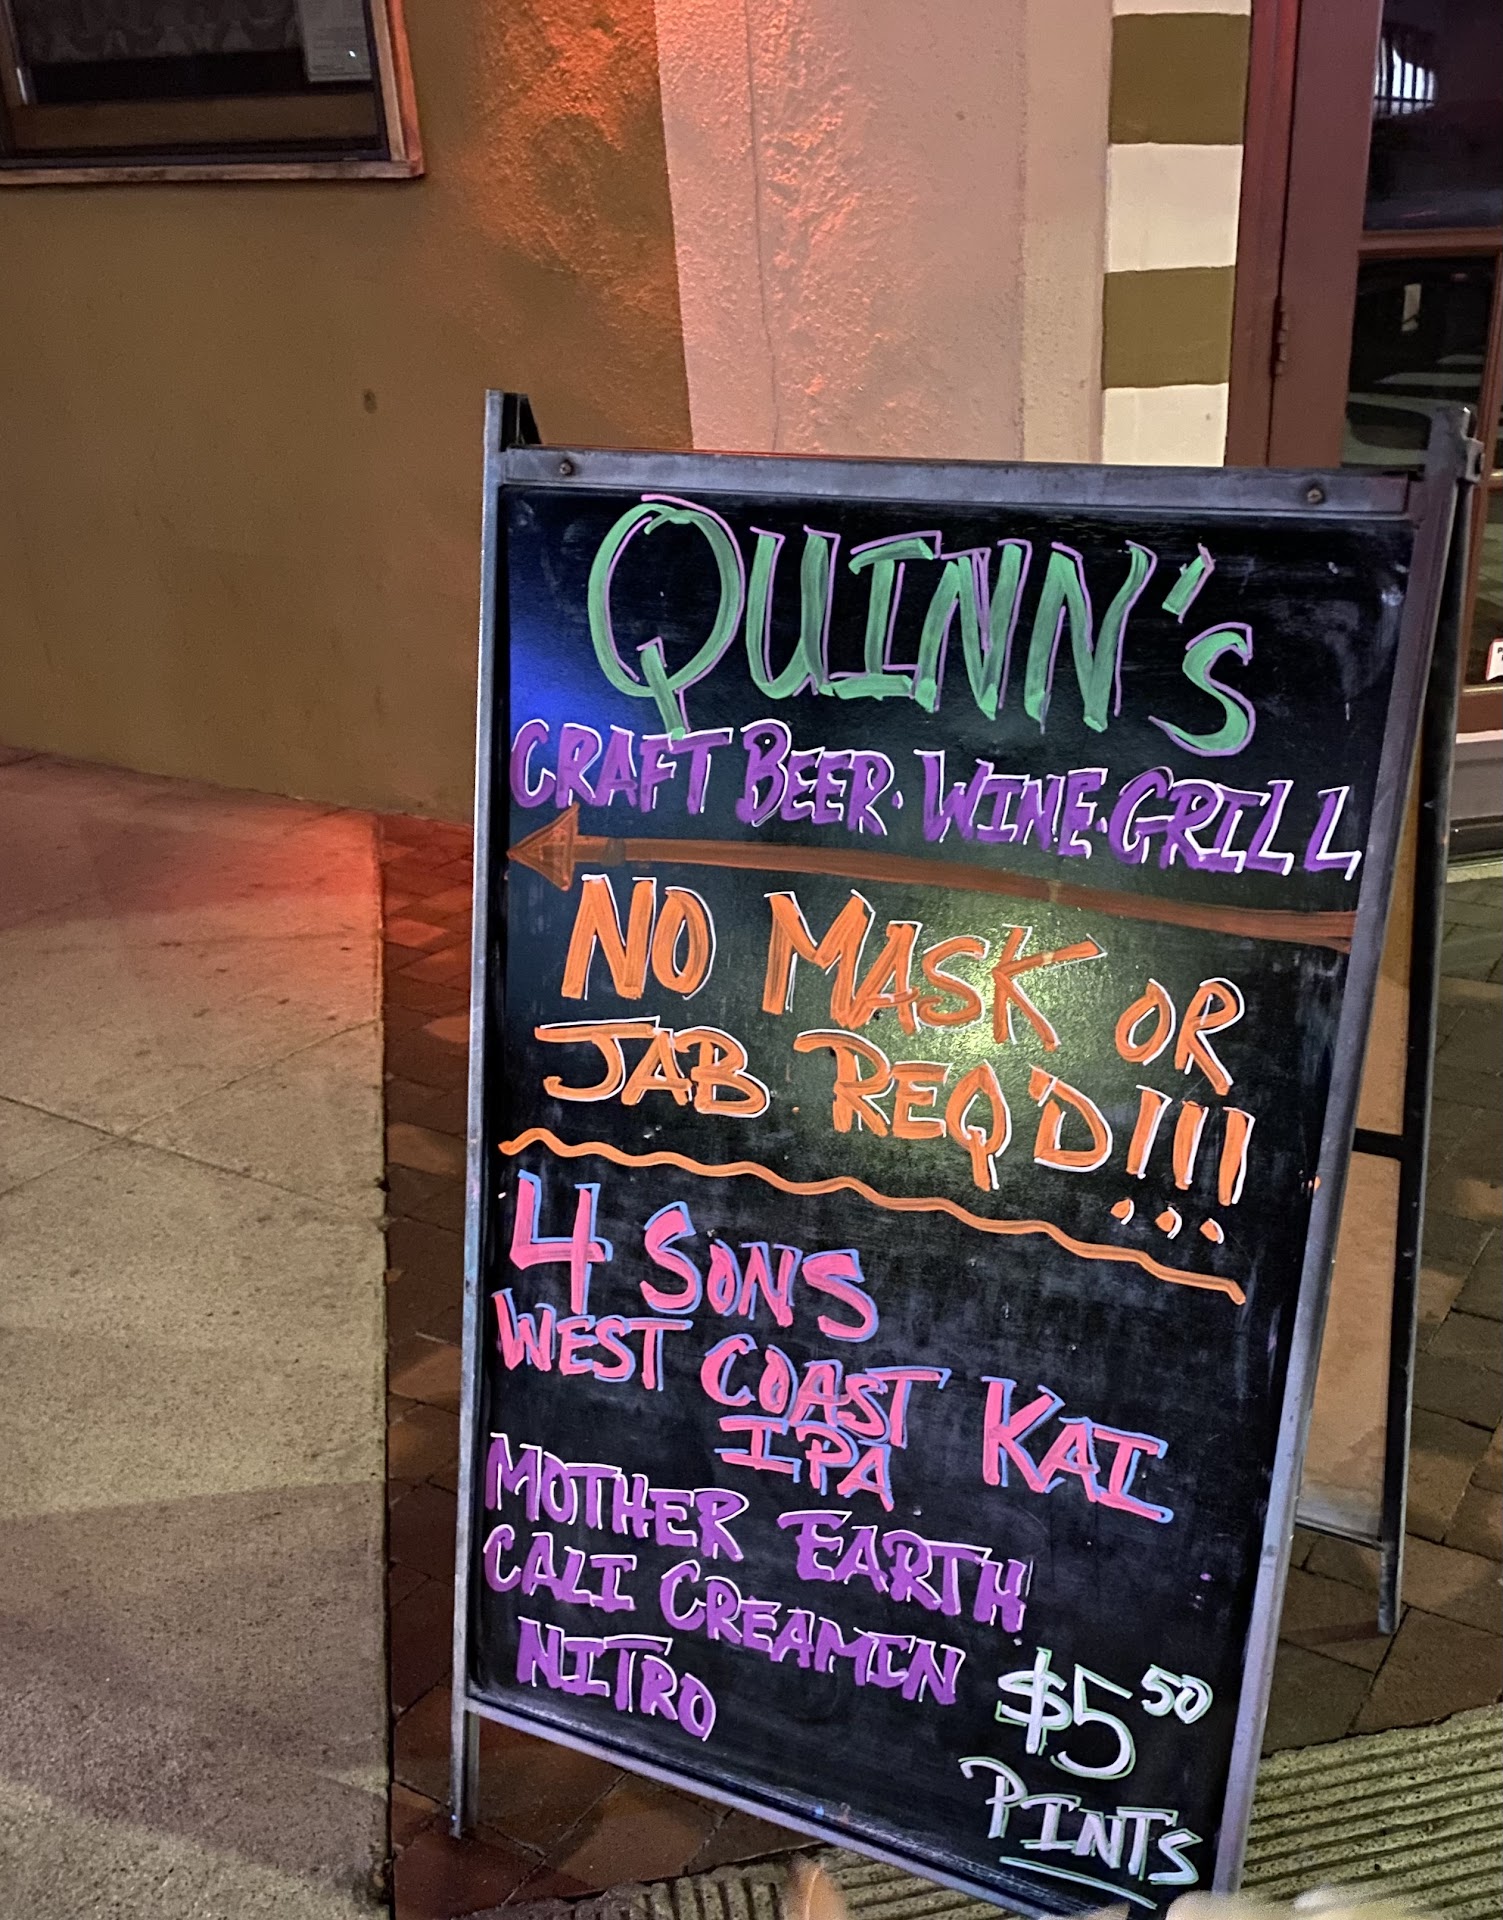 QUINN'S
CRAFT BEER · WINE · GRILL
NO MASK OR
JAB REQ'D!!!
4 SONS
WEST COAST KAI
IPA
MOTHER EARTH
CALI CREAMIN
NITRO
$5 50
PINTS